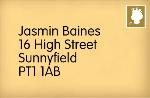 Jasmin Baines
16 High Street
Sunnyfield
PT1 1AB